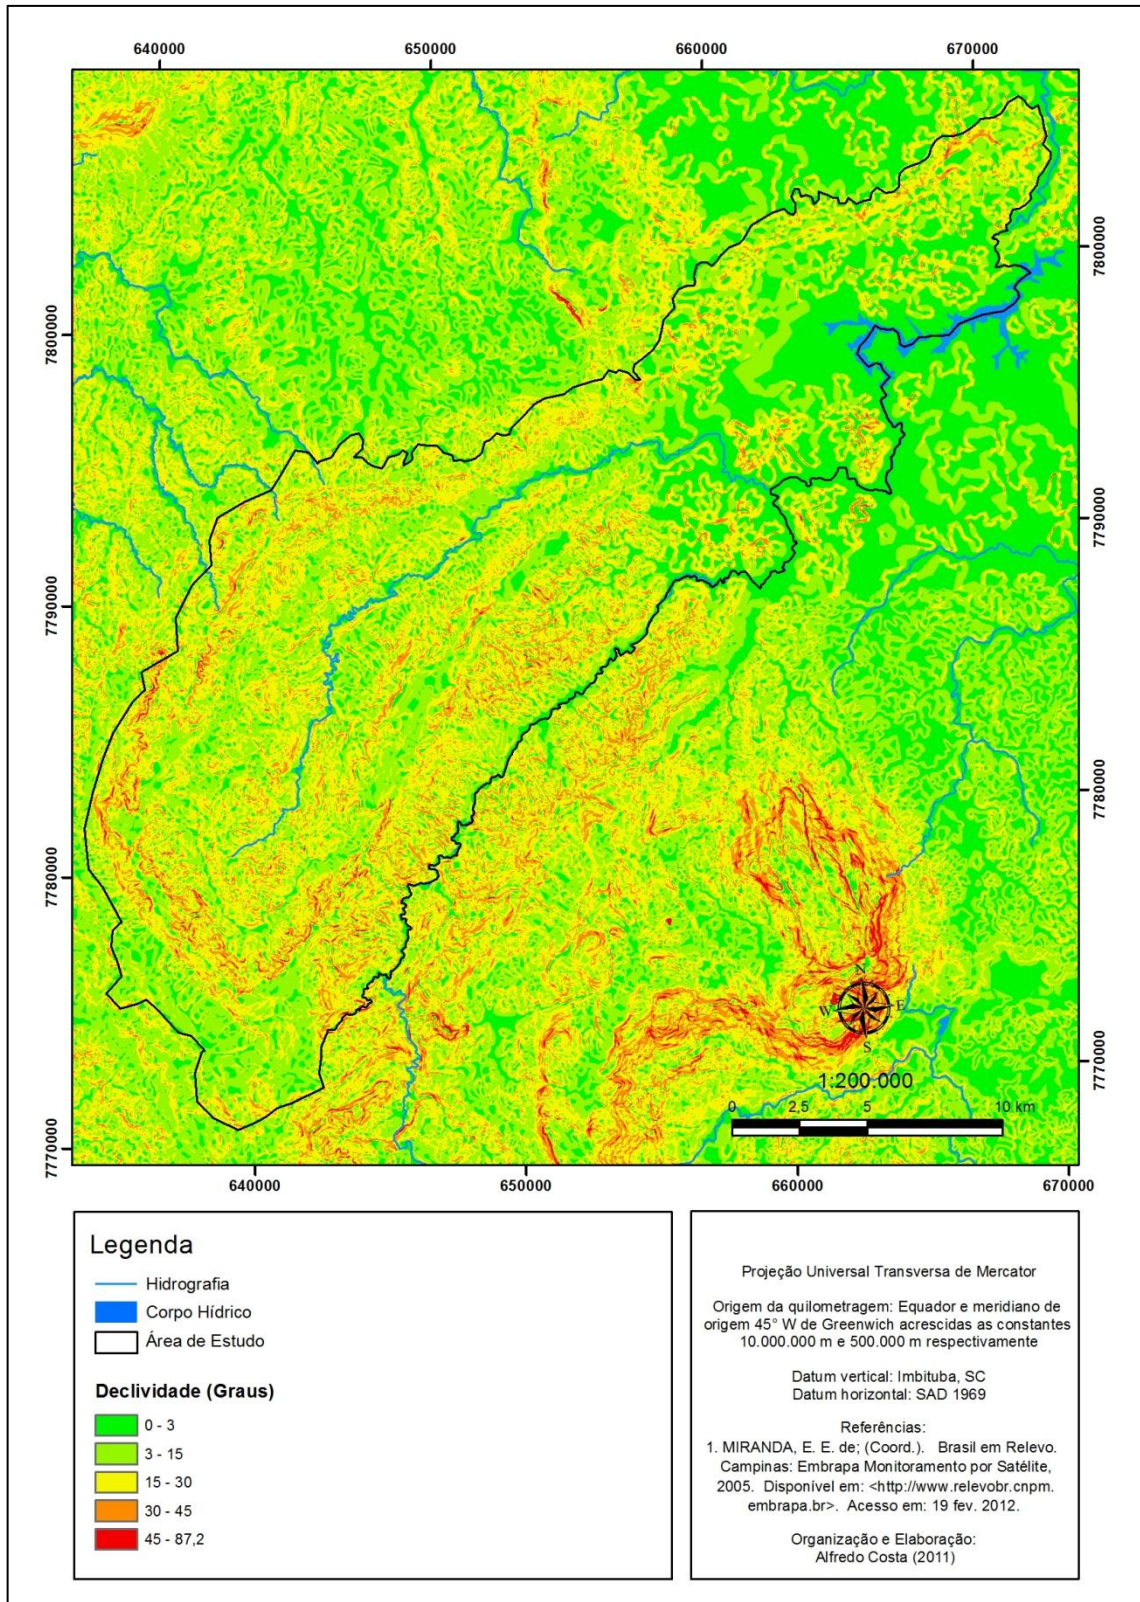 640000
650000
660000
670000
7800000
7790000
7780000
7770000
7800000
7790000
7780000
7770000
N
W
E
S
1:200.000
0
2,5
5
10 km
640000
650000
660000
670000
Legenda
Hidrografia
Corpo Hídrico
Área de Estudo
Declividade (Graus)
0 - 3
3 - 15
15 - 30
30 - 45
45 - 87,2
Projeção Universal Transversa de Mercator
Origem da quilometragem: Equador e meridiano de
origem 45° W de Greenwich acrescidas as constantes
10.000.000 m e 500.000 m respectivamente
Datum vertical: Imbituba, SC
Datum horizontal: SAD 1969
Referências:
1. MIRANDA, E. E. de; (Coord.). Brasil em Relevo.
Campinas: Embrapa Monitoramento por Satélite,
2005. Disponível em: <http://www.relevobr.cnpm.
embrapa.br>. Acesso em: 19 fev. 2012.
Organização e Elaboração:
Alfredo Costa (2011)